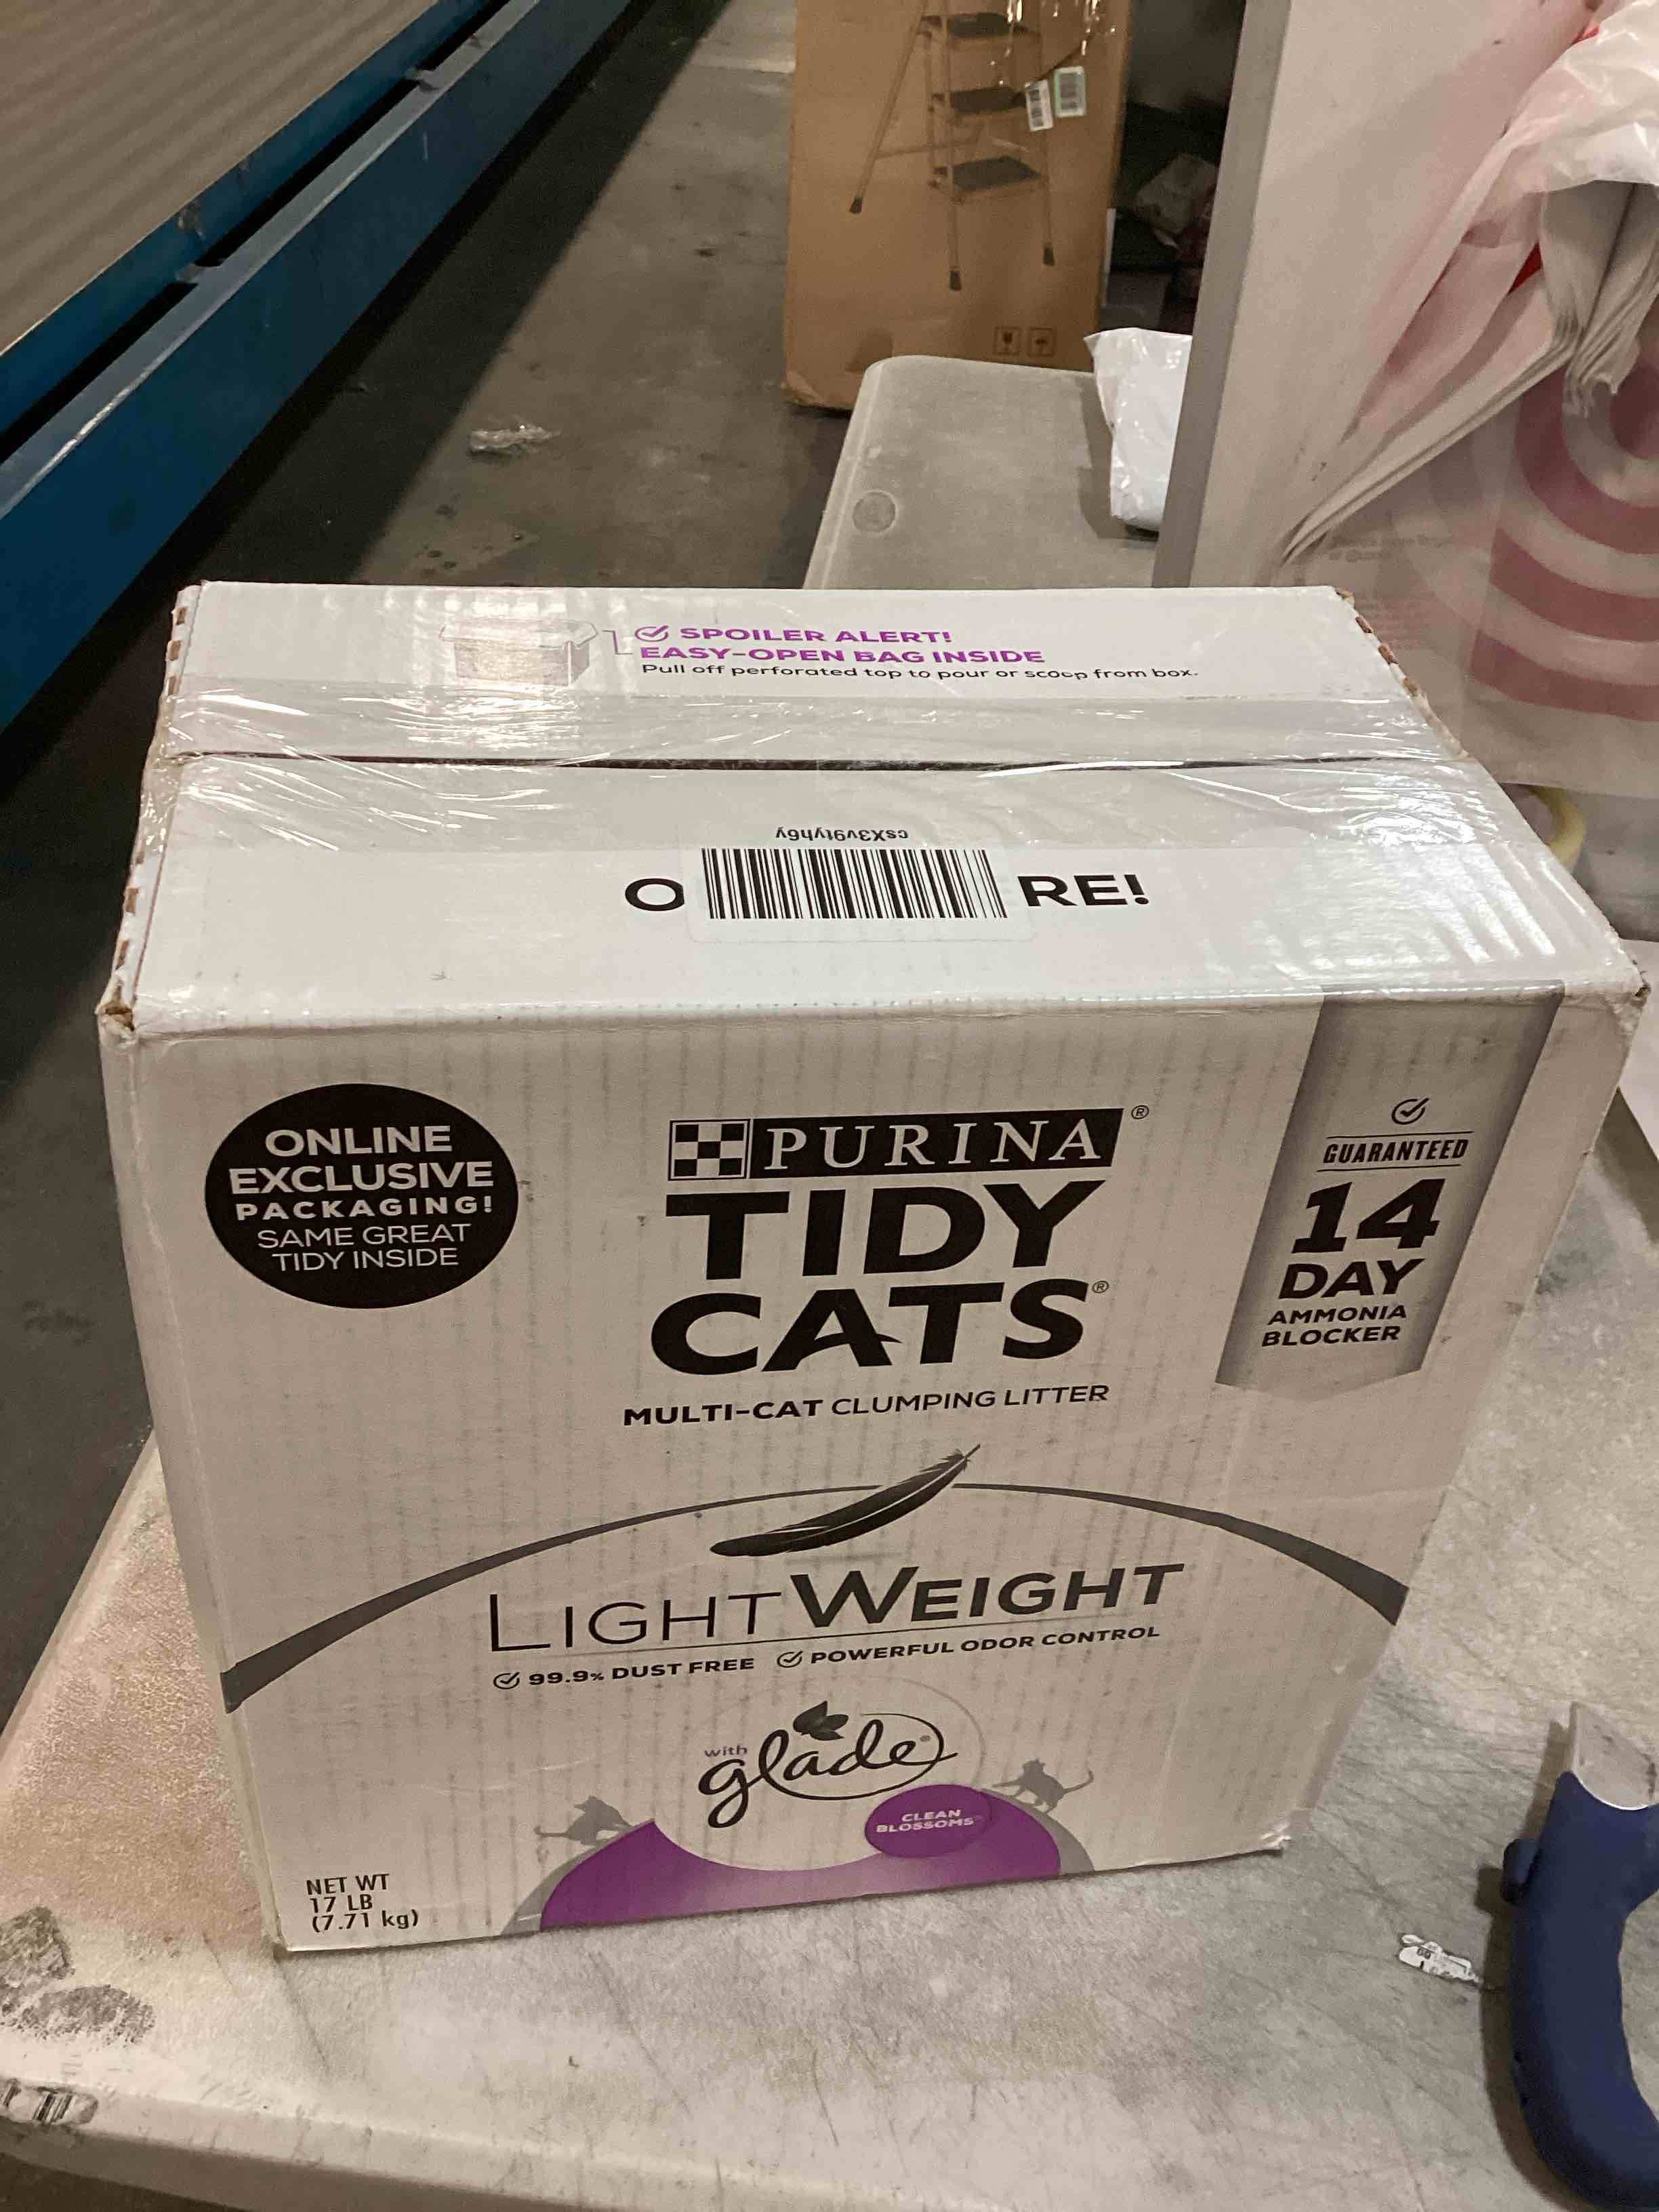 SPOILER ALERT!
EASY-OPEN BAG INSIDE
Pull off perforated top to pour or scoop from box.
csX3v9tyh6y
O RE!
ONLINE
EXCLUSIVE
PACKAGING!
SAME GREAT
TIDY INSIDE
PURINA®
TIDY
CATS®
MULTI-CAT CLUMPING LITTER
GUARANTEED
14
DAY
AMMONIA
BLOCKER
LIGHTWEIGHT
99.9% DUST FREE POWERFUL ODOR CONTROL
with
glade®
CLEAN
BLOSSOMS
NET WT
17 LB
(7.71 kg)